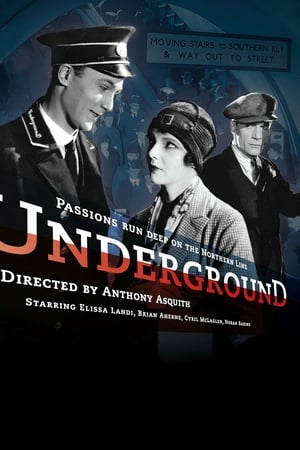 MOVING STAIRS TO SOUTHERN RLY
& WAY OUT TO STREET
PASSIONS RUN DEEP ON THE NORTHERN LINE
UNDERGROUND
DIRECTED BY ANTHONY ASQUITH
STARRING ELISSA LANDI, BRIAN AHERNE, CYRIL MCLAGLEN, NORAH BARING